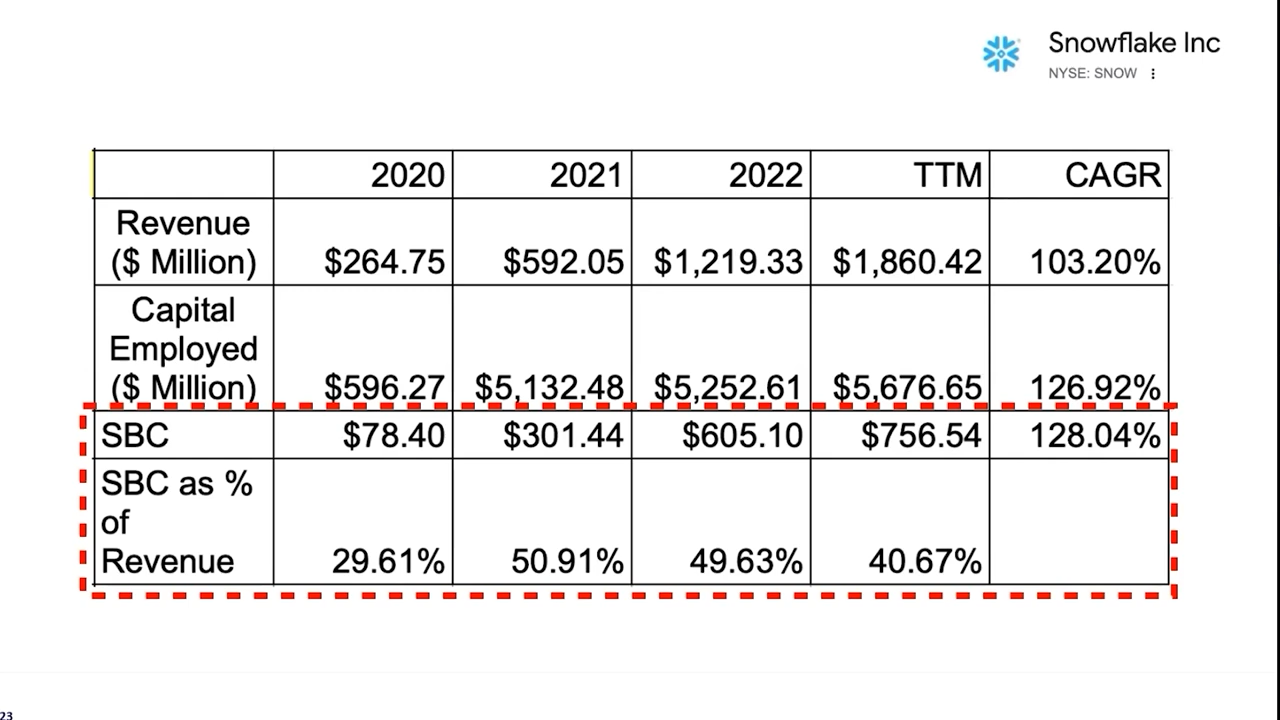 Snowflake Inc
NYSE: SNOW
2020 2021 2022 TTM CAGR
Revenue
($ Million) $264.75 $592.05 $1,219.33 $1,860.42 103.20%
Capital
Employed
($ Million) $596.27 $5,132.48 $5,252.61 $5,676.65 126.92%
SBC $78.40 $301.44 $605.10 $756.54 128.04%
SBC as %
of
Revenue 29.61% 50.91% 49.63% 40.67%
23